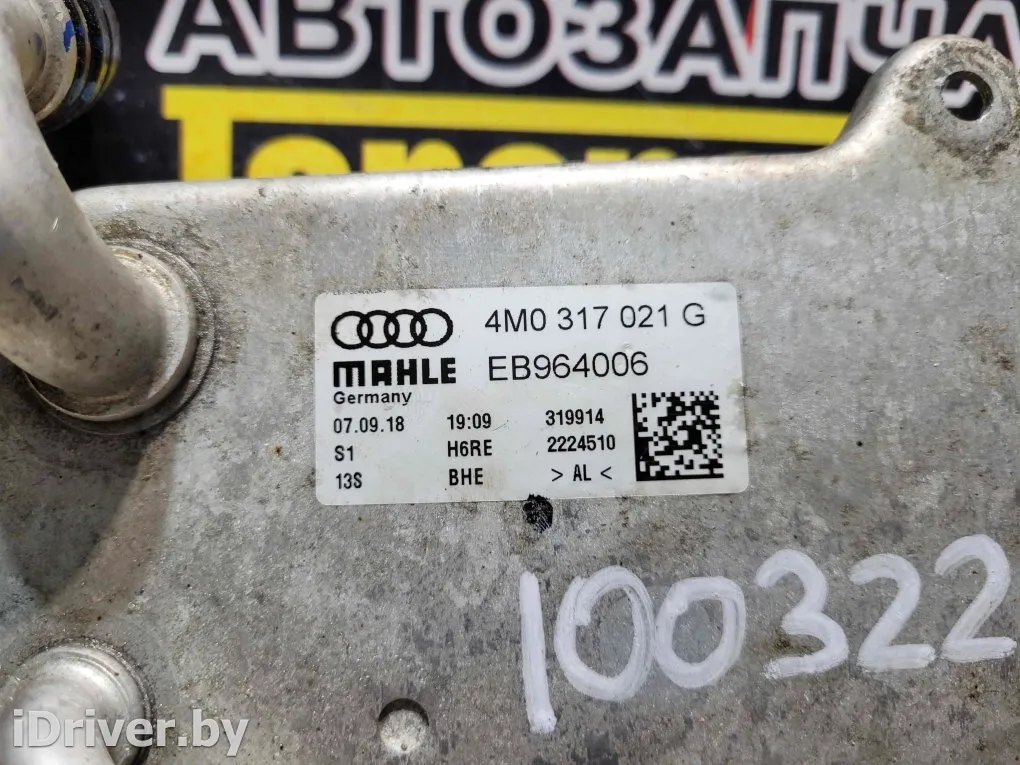 АВТОЗАПЧА
4M0 317 021 G
MAHLE EB964006
Germany
07.09.18 19:09 319914
S1 H6RE 2224510
13S BHE > AL <
100322
iDriver.by